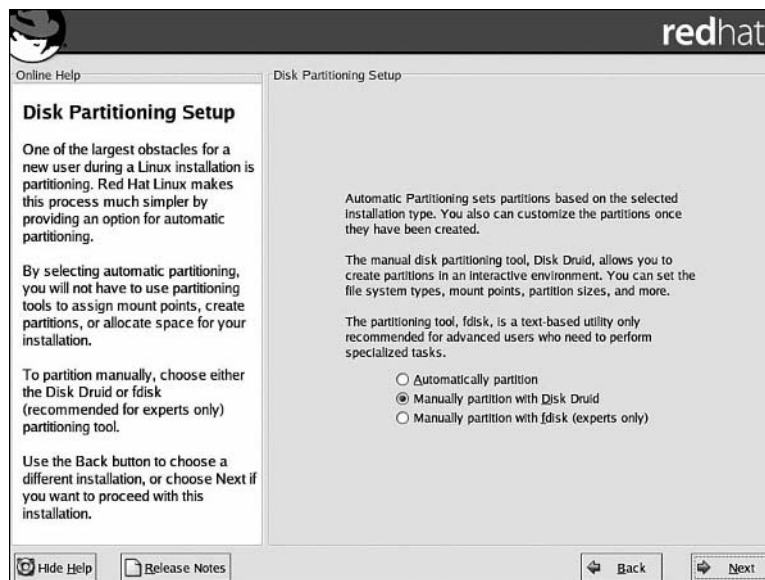 redhat
Online Help
Disk Partitioning Setup
Disk Partitioning Setup
One of the largest obstacles for a
new user during a Linux installation is
partitioning. Red Hat Linux makes
this process much simpler by
providing an option for automatic
partitioning.
By selecting automatic partitioning,
you will not have to use partitioning
tools to assign mount points, create
partitions, or allocate space for your
installation.
To partition manually, choose either
the Disk Druid or fdisk
(recommended for experts only)
partitioning tool.
Use the Back button to choose a
different installation, or choose Next if
you want to proceed with this
installation.
Automatic Partitioning sets partitions based on the selected
installation type. You also can customize the partitions once
they have been created.
The manual disk partitioning tool, Disk Druid, allows you to
create partitions in an interactive environment. You can set the
file system types, mount points, partition sizes, and more.
The partitioning tool, fdisk, is a text-based utility only
recommended for advanced users who need to perform
specialized tasks.
Automatically partition
Manually partition with Disk Druid
Manually partition with fdisk (experts only)
Hide Help
Release Notes
Back
Next